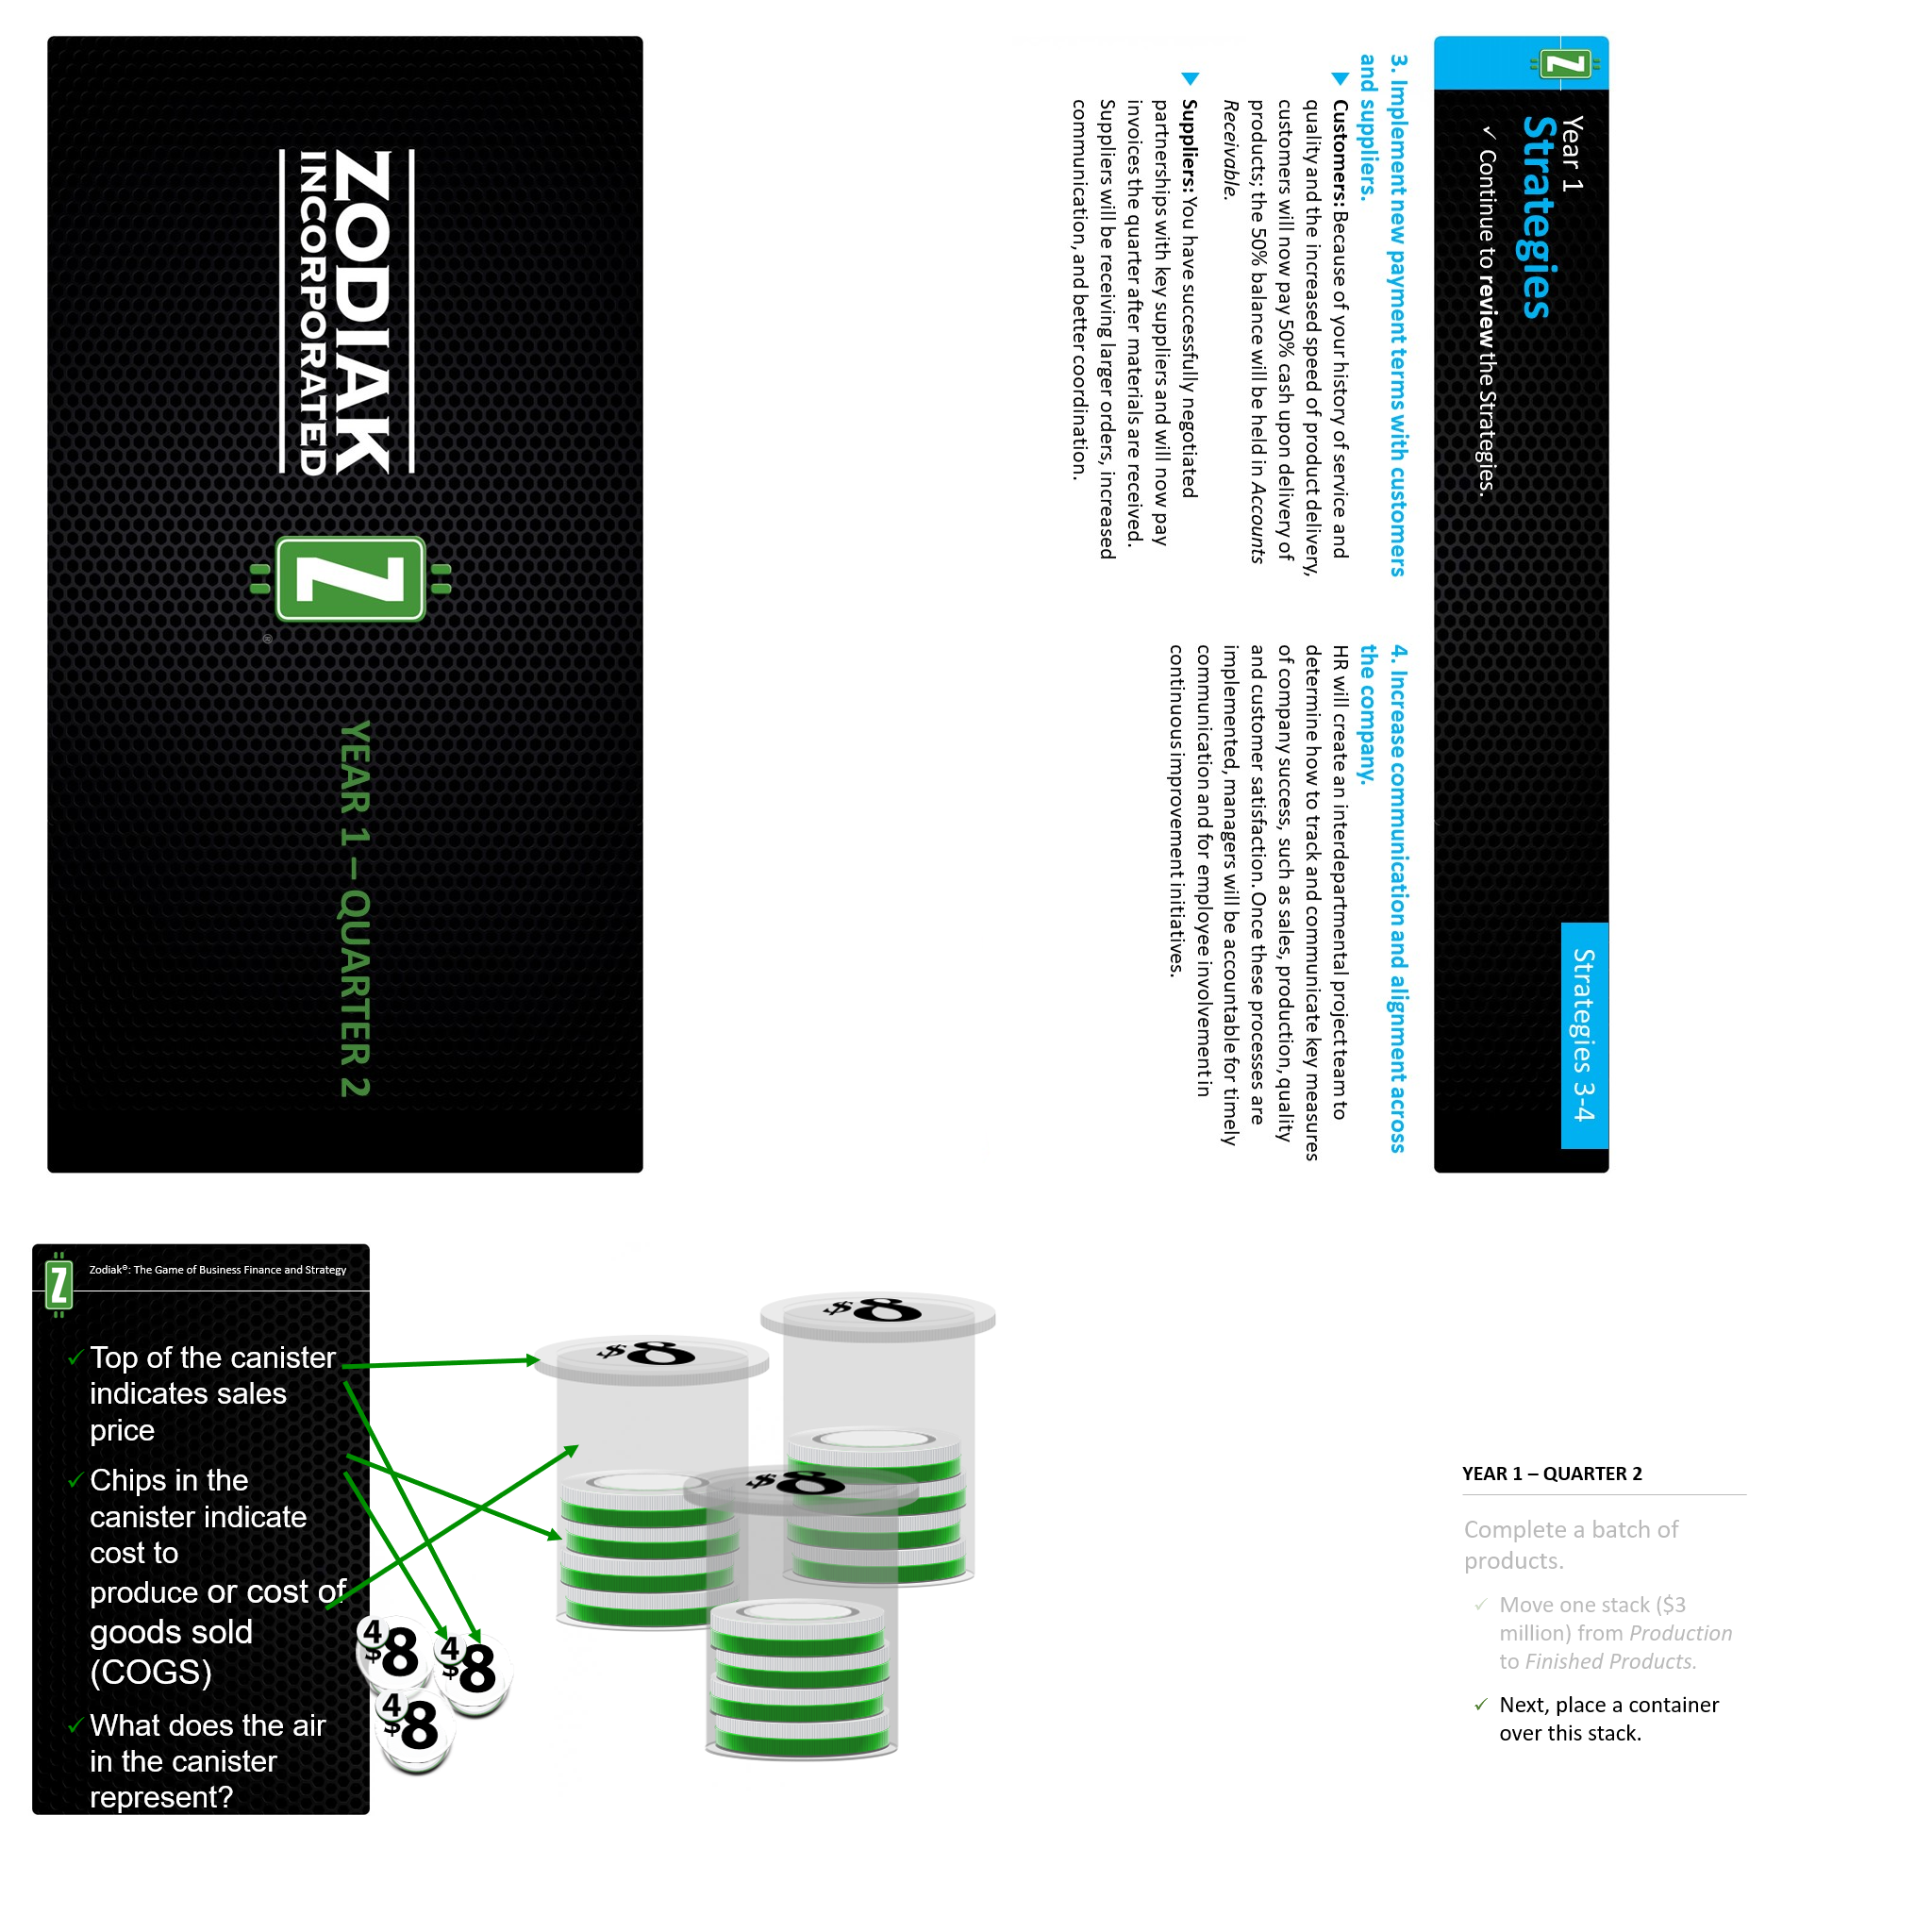 ZODIAK
INCORPORATED
Z
®
YEAR 1 – QUARTER 2
Z
Year 1
Strategies
✓ Continue to review the Strategies.
Strategies 3-4
3. Implement new payment terms with customers
and suppliers.
Customers: Because of your history of service and
quality and the increased speed of product delivery,
customers will now pay 50% cash upon delivery of
products; the 50% balance will be held in Accounts
Receivable.
Suppliers: You have successfully negotiated
partnerships with key suppliers and will now pay
invoices the quarter after materials are received.
Suppliers will be receiving larger orders, increased
communication, and better coordination.
4. Increase communication and alignment across
the company.
HR will create an interdepartmental project team to
determine how to track and communicate key measures
of company success, such as sales, production, quality
and customer satisfaction. Once these processes are
implemented, managers will be accountable for timely
communication and for employee involvement in
continuous improvement initiatives.
Z
Zodiak®: The Game of Business Finance and Strategy
✓ Top of the canister
indicates sales
price
✓ Chips in the
canister indicate
cost to
produce or cost of
goods sold
(COGS)
✓ What does the air
in the canister
represent?
$8
$8
$8
4
$8
4
$8
4
$8
YEAR 1 – QUARTER 2
Complete a batch of
products.
✓ Move one stack ($3
million) from Production
to Finished Products.
✓ Next, place a container
over this stack.